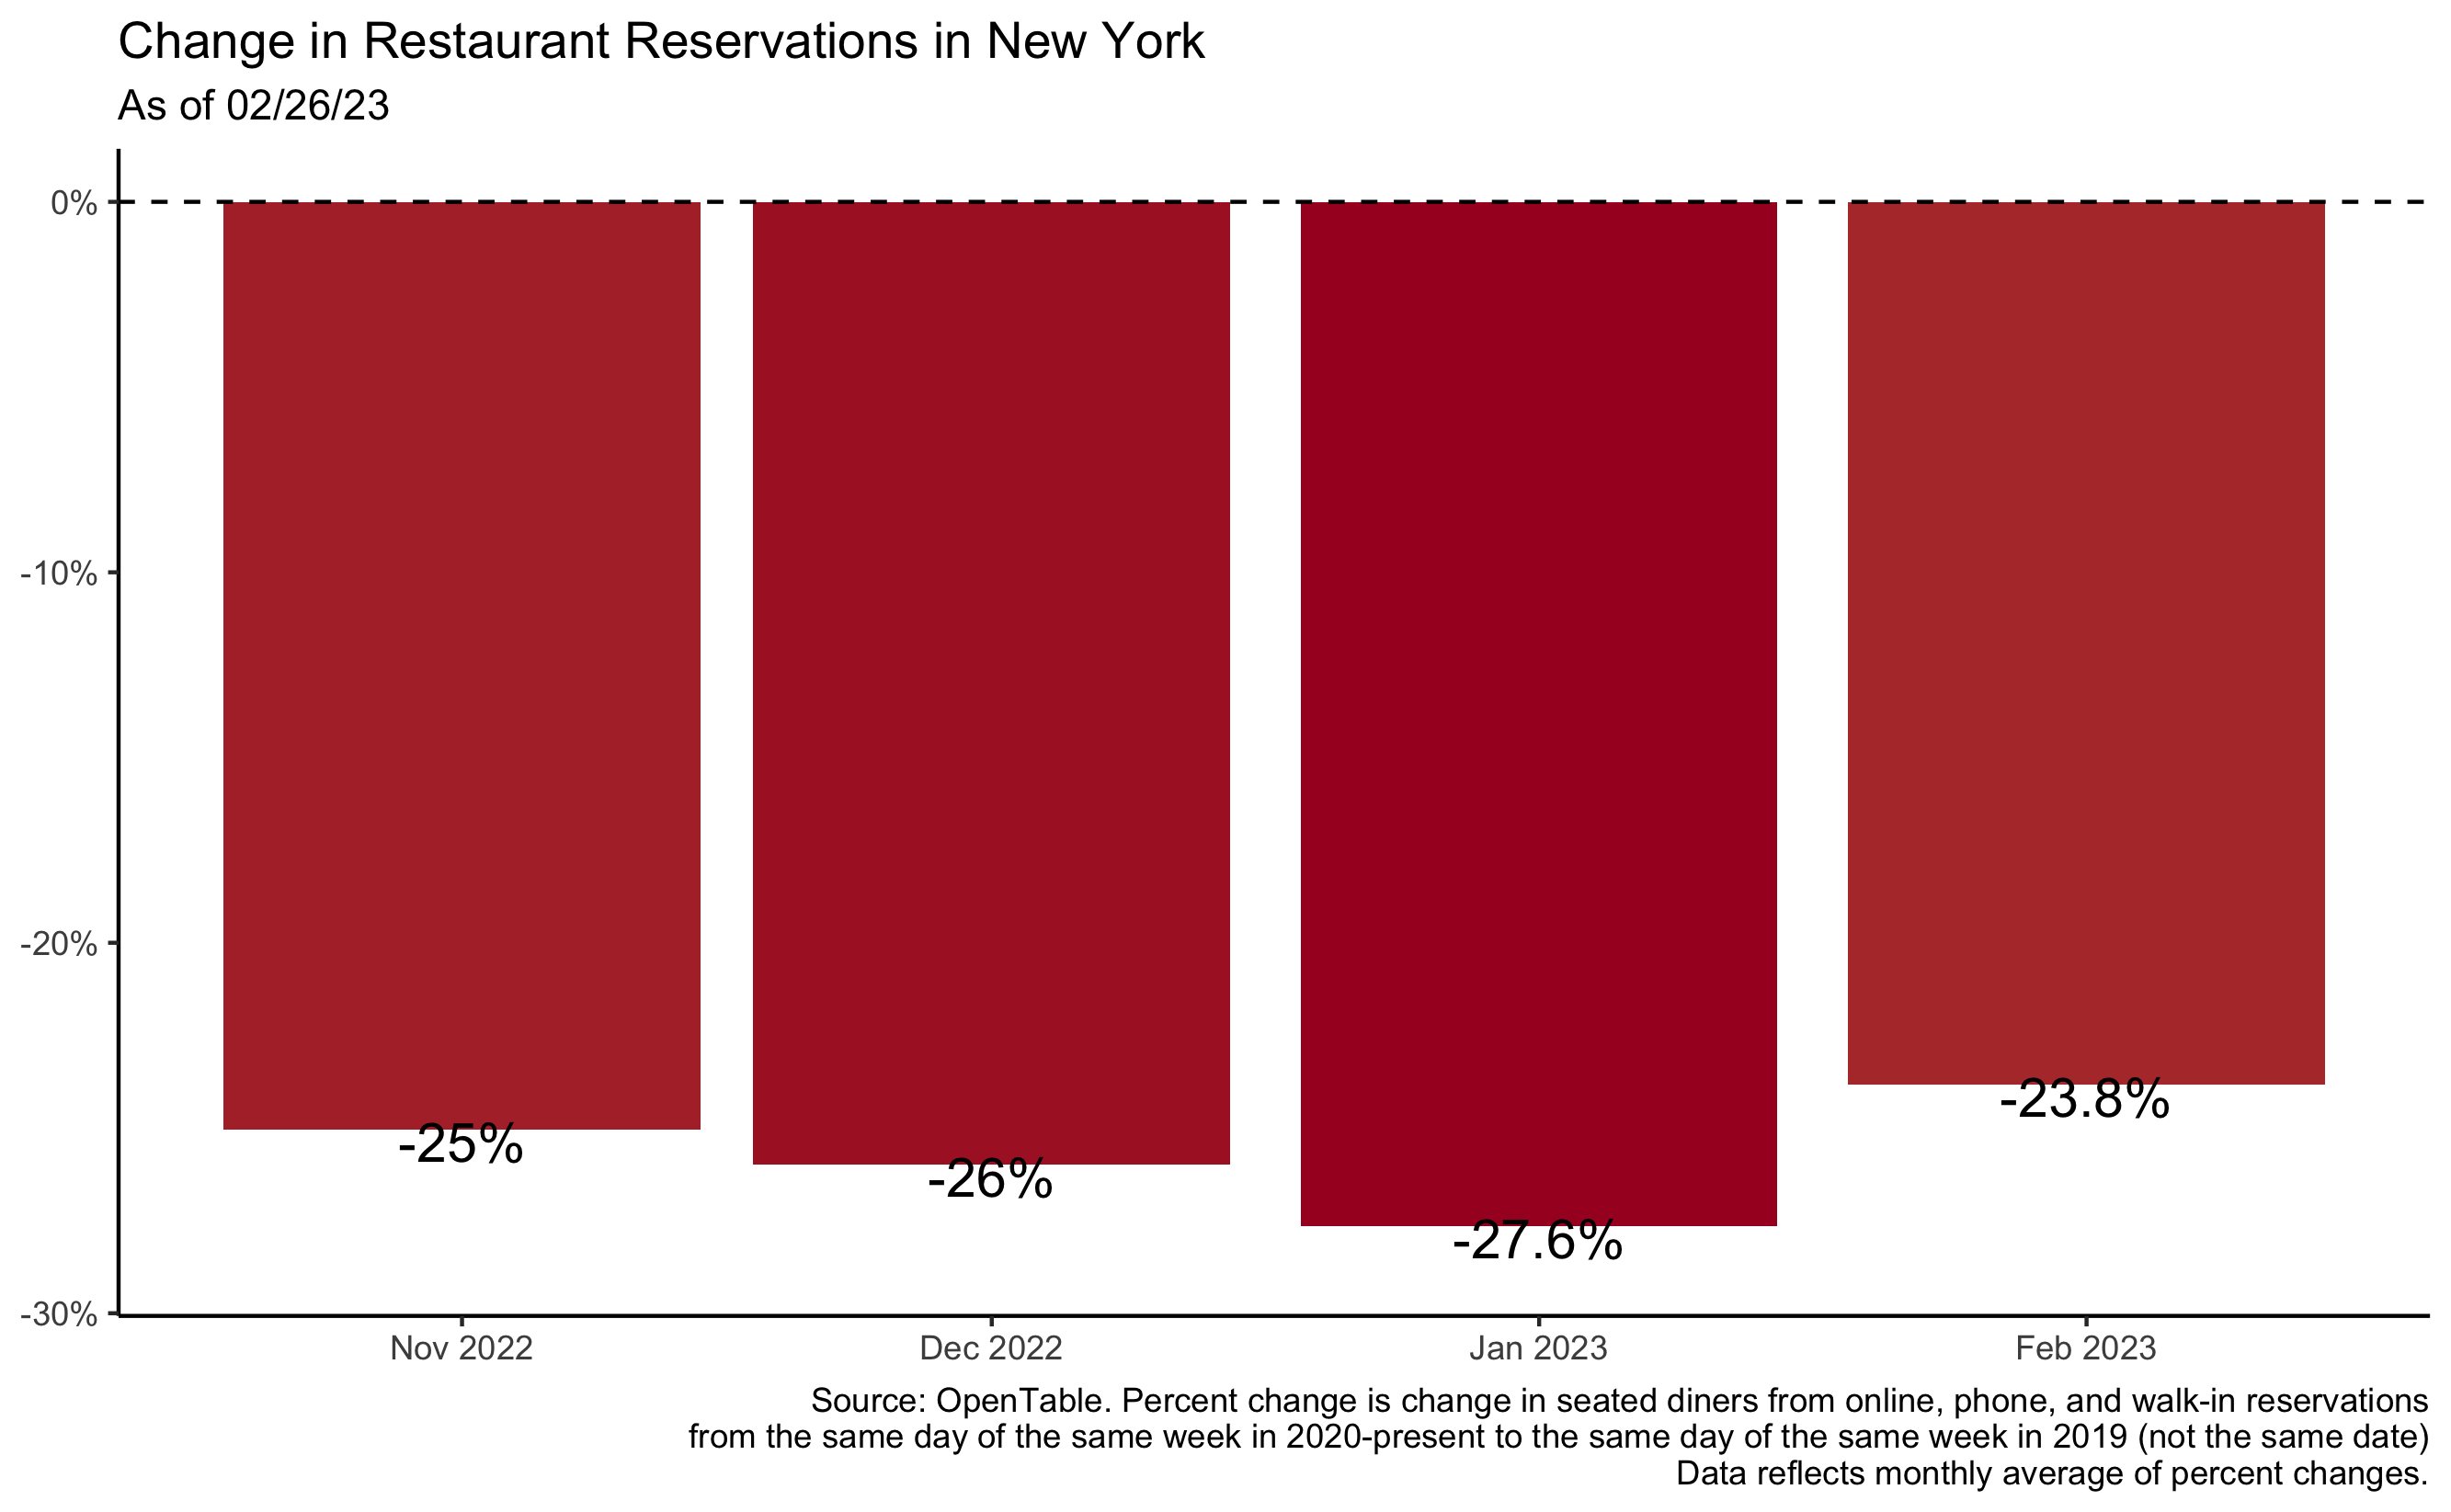 Change in Restaurant Reservations in New York
As of 02/26/23
0%
-10%
-20%
-30%
-25%
-26%
-27.6%
-23.8%
Nov 2022
Dec 2022
Jan 2023
Feb 2023
Source: OpenTable. Percent change is change in seated diners from online, phone, and walk-in reservations
from the same day of the same week in 2020-present to the same day of the same week in 2019 (not the same date)
Data reflects monthly average of percent changes.